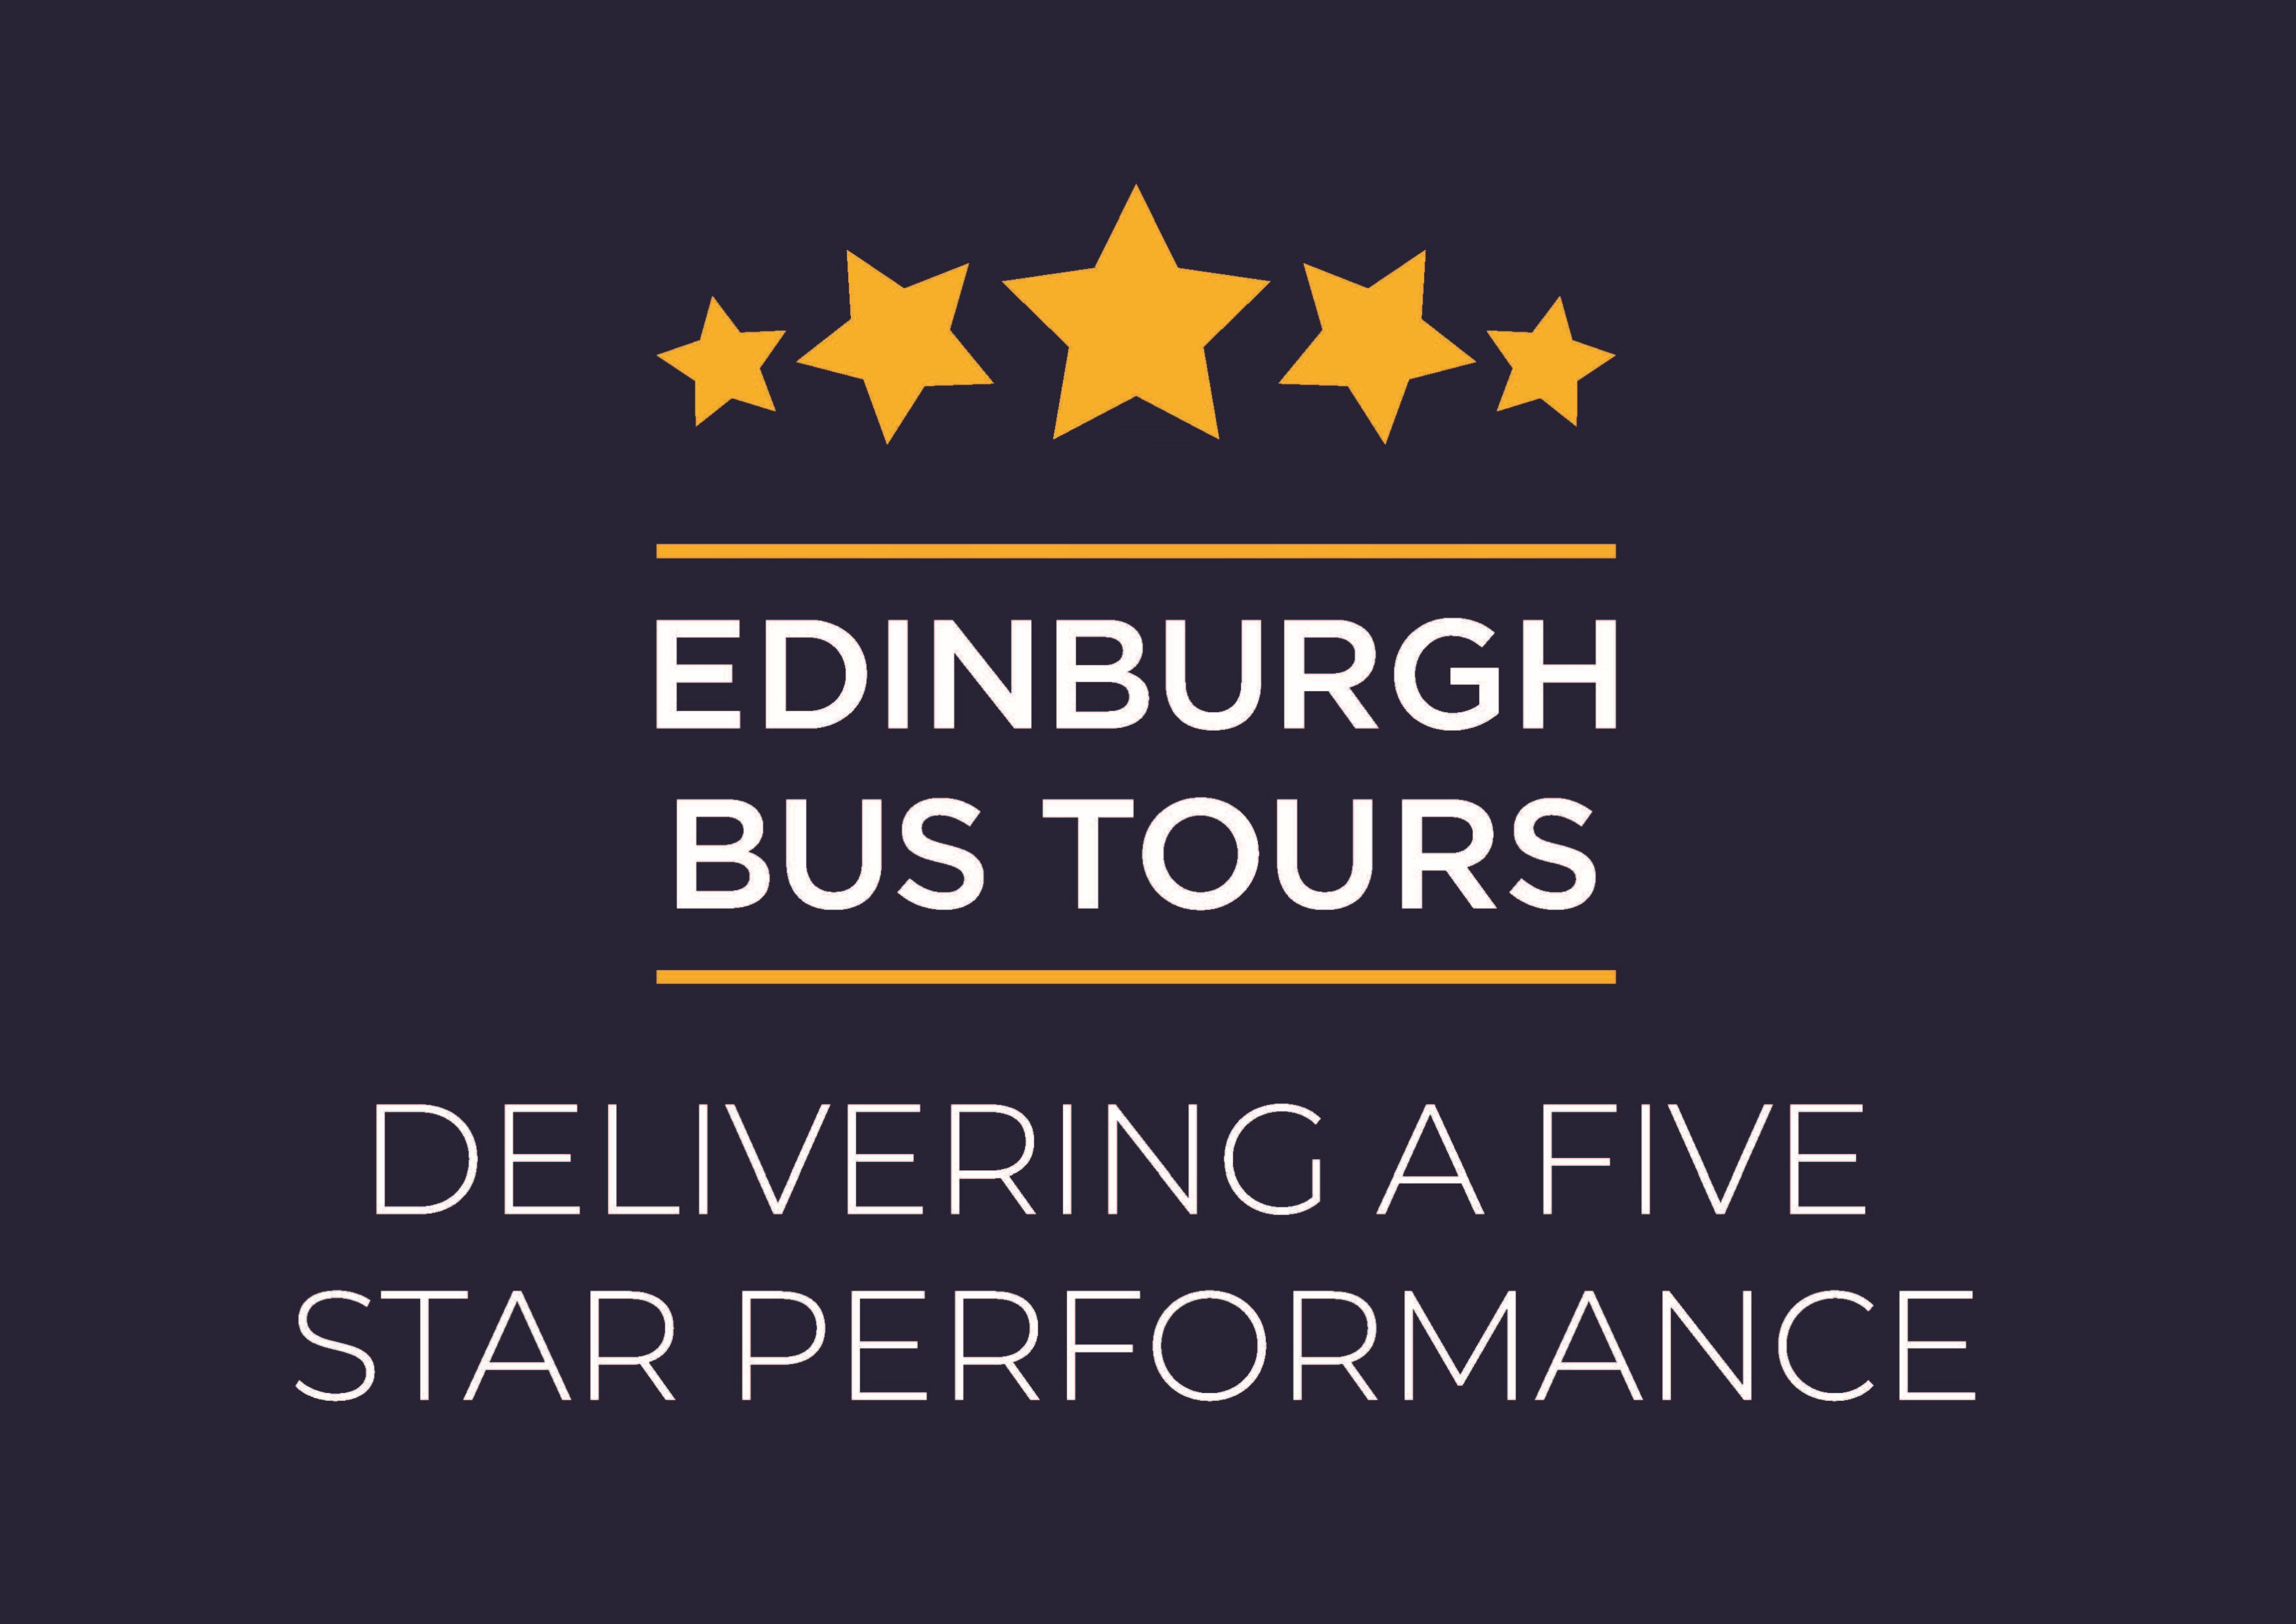 EDINBURGH
BUS TOURS
DELIVERING A FIVE
STAR PERFORMANCE